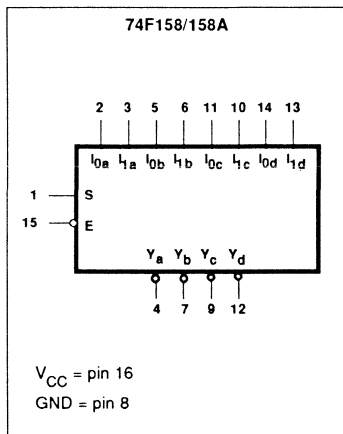 74F158/158A
2 3 5 6 11 10 14 13
I0a I1a I0b I1b I0c I1c I0d I1d
1 S
15 E
Ya Yb Yc Yd
4 7 9 12
VCC = pin 16
GND = pin 8